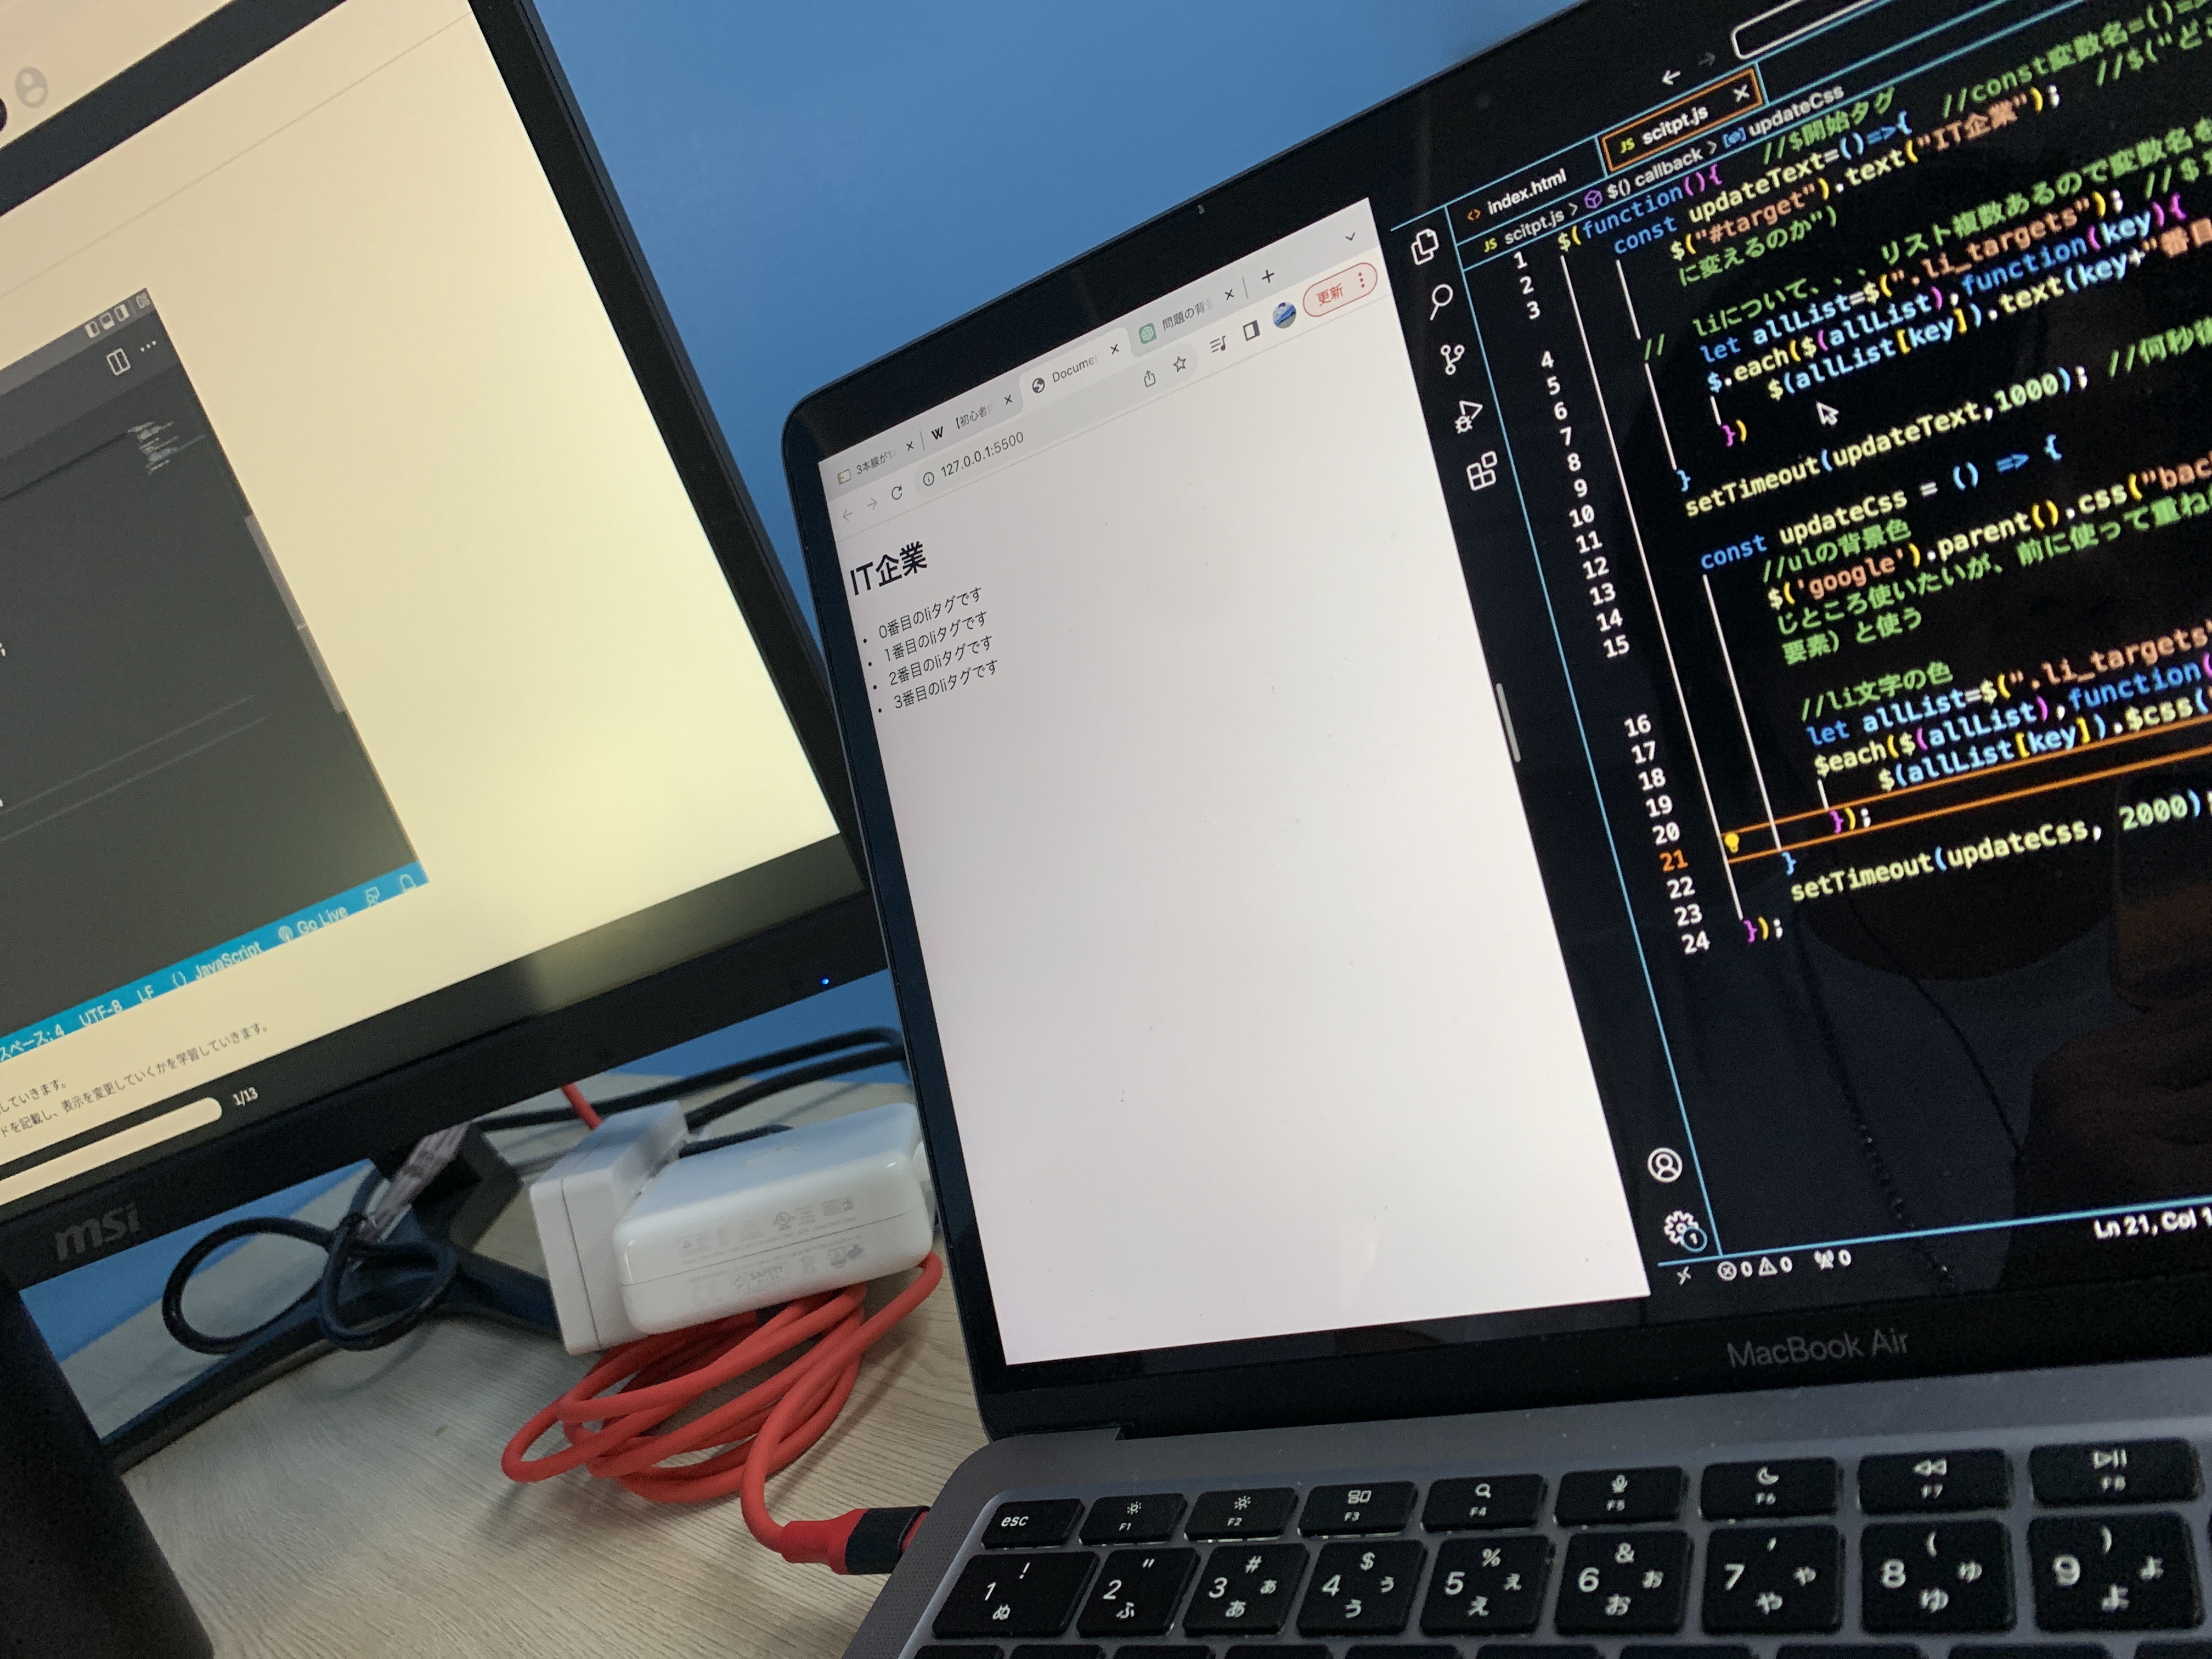 ;
スペース: 4 UTF-8 LF {} JavaScript Go Live
していきます。
ドを記載し、表示を変更していくかを学習していきます。
1/13
msi
3本線が1
【初心者
Docume
問題の背
127.0.0.1:5500
更新
IT企業
• 0番目のliタグです
• 1番目のliタグです
• 2番目のliタグです
• 3番目のliタグです
index.html
JS scitpt.js
JS scitpt.js > $() callback > updateCss
1 $(function(){ //$開始タグ
2 const updateText=()=>{ //const変数名=()=
3 $("#target").text("IT企業"); //$("ど
に変えるのか")
4
5 // liについて、、、リスト複数あるので変数名を
6 let allList=$(".li_targets");
7 $.each($(allList),function(key){
8 $(allList[key]).text(key+"番目
9 })
10
11 }
12 setTimeout(updateText,1000); //何秒後
13 const updateCss = () => {
14 //ulの背景色
15 $('google').parent().css("bac
じところ使いたいが、前に使って重ね
要素）と使う
16
17 //li文字の色
18 let allList=$(".li_targets"
19 $each($(allList),function(
20 $(allList[key]).$css(
21 });
22 }
23 setTimeout(updateCss, 2000);
24 });
0 0 0
Ln 21, Col 1
MacBook Air
esc F1 F2 F3 F4 F5 F6 F7 F8
! " # あ $ う % え & お ' や ( ゆ ) よ
1 ぬ 2 ふ 3 あ 4 う 5 え 6 お 7 や 8 ゆ 9 よ